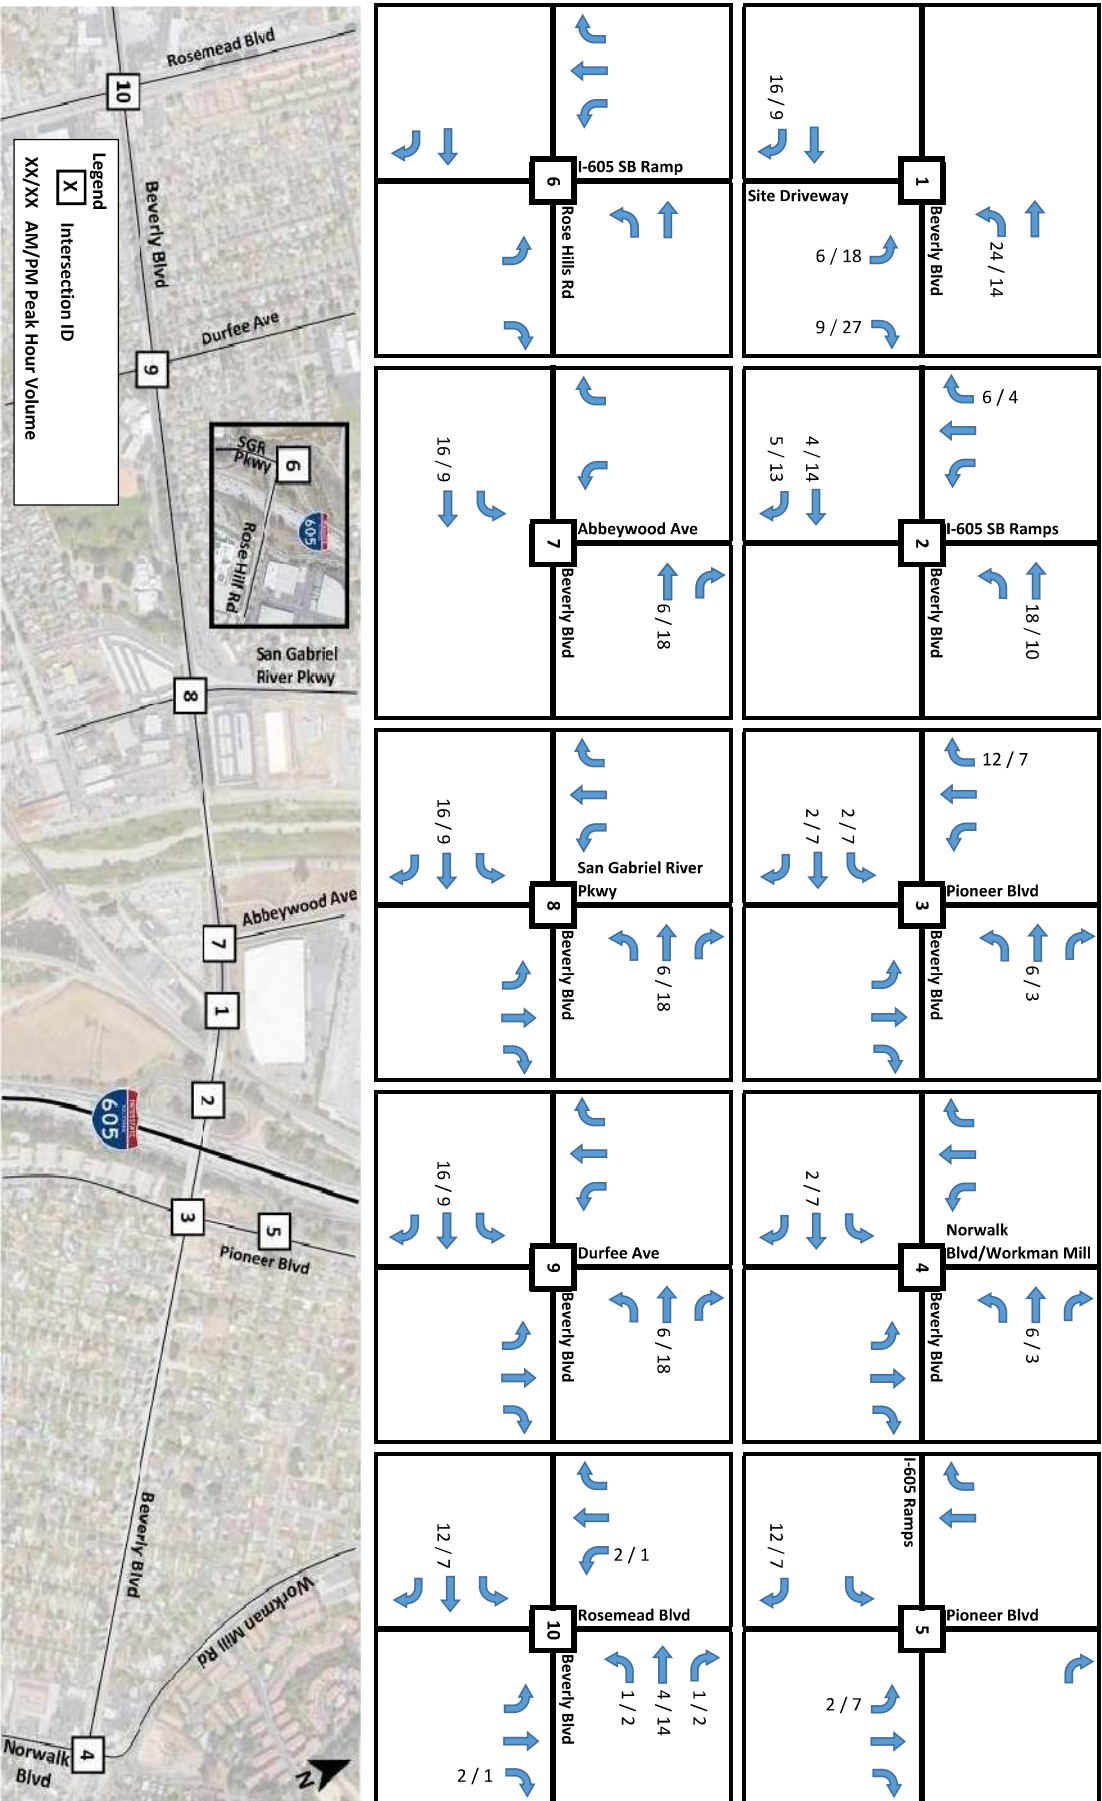 Rosemead Blvd
10
Beverly Blvd
Durfee Ave
9
SGR
Pkwy
6
INTERSTATE
605
Rose Hill Rd
San Gabriel
River Pkwy
8
Abbeywood Ave
7
1
2
INTERSTATE
605
3
5
Pioneer Blvd
Beverly Blvd
Workman Mill Rd
4
Norwalk
Blvd
N
Legend
X Intersection ID
XX/XX AM/PM Peak Hour Volume
16 / 9
1
Site Driveway
Beverly Blvd
24 / 14
6 / 18
9 / 27
6 / 4
4 / 14
5 / 13
I-605 SB Ramps
2
Beverly Blvd
18 / 10
12 / 7
2 / 7
2 / 7
Pioneer Blvd
3
Beverly Blvd
6 / 3
2 / 7
Norwalk
Blvd/Workman Mill
4
Beverly Blvd
6 / 3
I-605 Ramps
12 / 7
Pioneer Blvd
5
2 / 7
I-605 SB Ramp
6
Rose Hills Rd
16 / 9
Abbeywood Ave
7
Beverly Blvd
6 / 18
16 / 9
San Gabriel River
Pkwy
8
Beverly Blvd
6 / 18
16 / 9
Durfee Ave
9
Beverly Blvd
6 / 18
2 / 1
12 / 7
Rosemead Blvd
10
Beverly Blvd
1 / 2
4 / 14
1 / 2
2 / 1